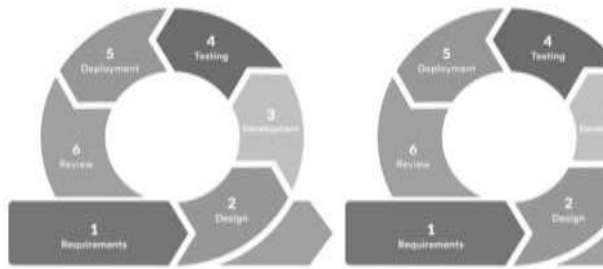 5
Deployment
4
Testing
3
Development
6
Review
2
Design
1
Requirements
5
Deployment
4
Testing
6
Review
2
Design
1
Requirements